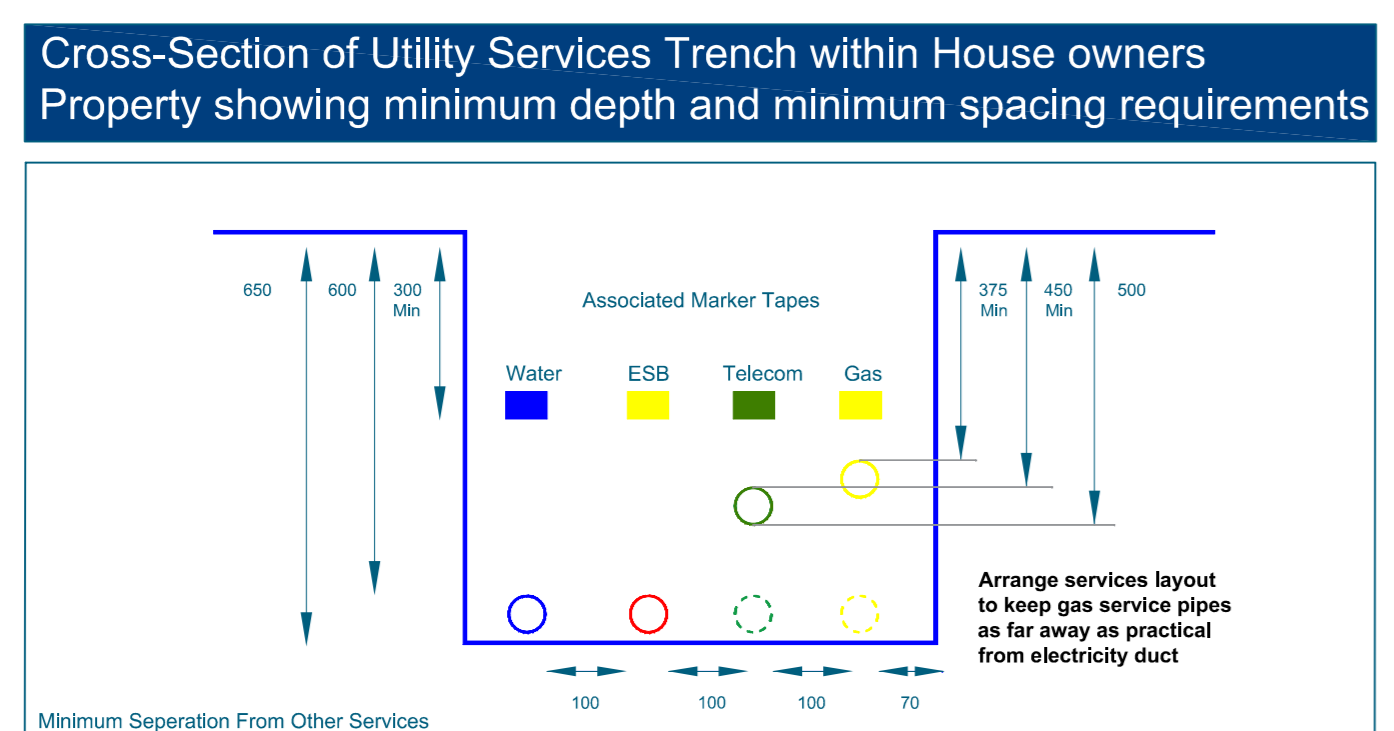 Cross-Section of Utility Services Trench within House owners
Property showing minimum depth and minimum spacing requirements
650
600
300
Min
Associated Marker Tapes
375
Min
450
Min
500
Water
ESB
Telecom
Gas
Arrange services layout
to keep gas service pipes
as far away as practical
from electricity duct
100
100
100
70
Minimum Seperation From Other Services